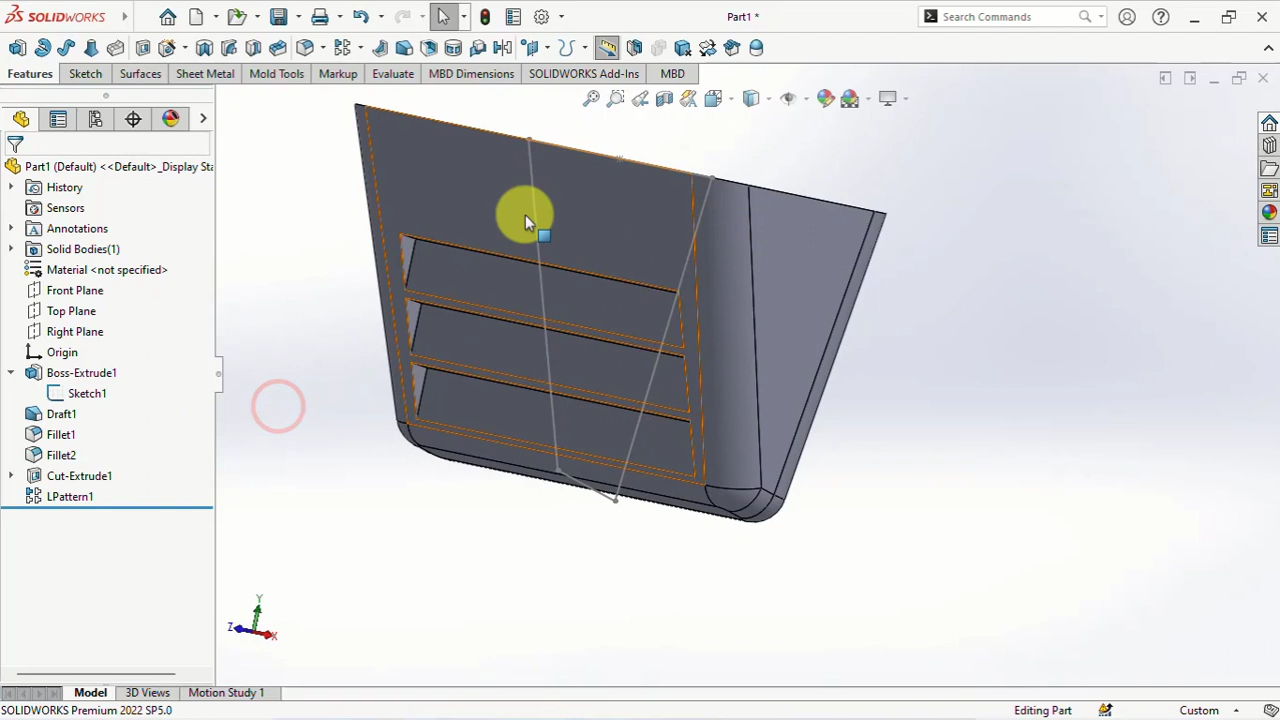 SOLIDWORKS
Part1 *
Search Commands
Features
Sketch
Surfaces
Sheet Metal
Mold Tools
Markup
Evaluate
MBD Dimensions
SOLIDWORKS Add-Ins
MBD
Part1 (Default) <<Default>_Display Sta
History
Sensors
Annotations
Solid Bodies(1)
Material <not specified>
Front Plane
Top Plane
Right Plane
Origin
Boss-Extrude1
Sketch1
Draft1
Fillet1
Fillet2
Cut-Extrude1
LPattern1
Y
Z
X
Model
3D Views
Motion Study 1
SOLIDWORKS Premium 2022 SP5.0
Editing Part
Custom